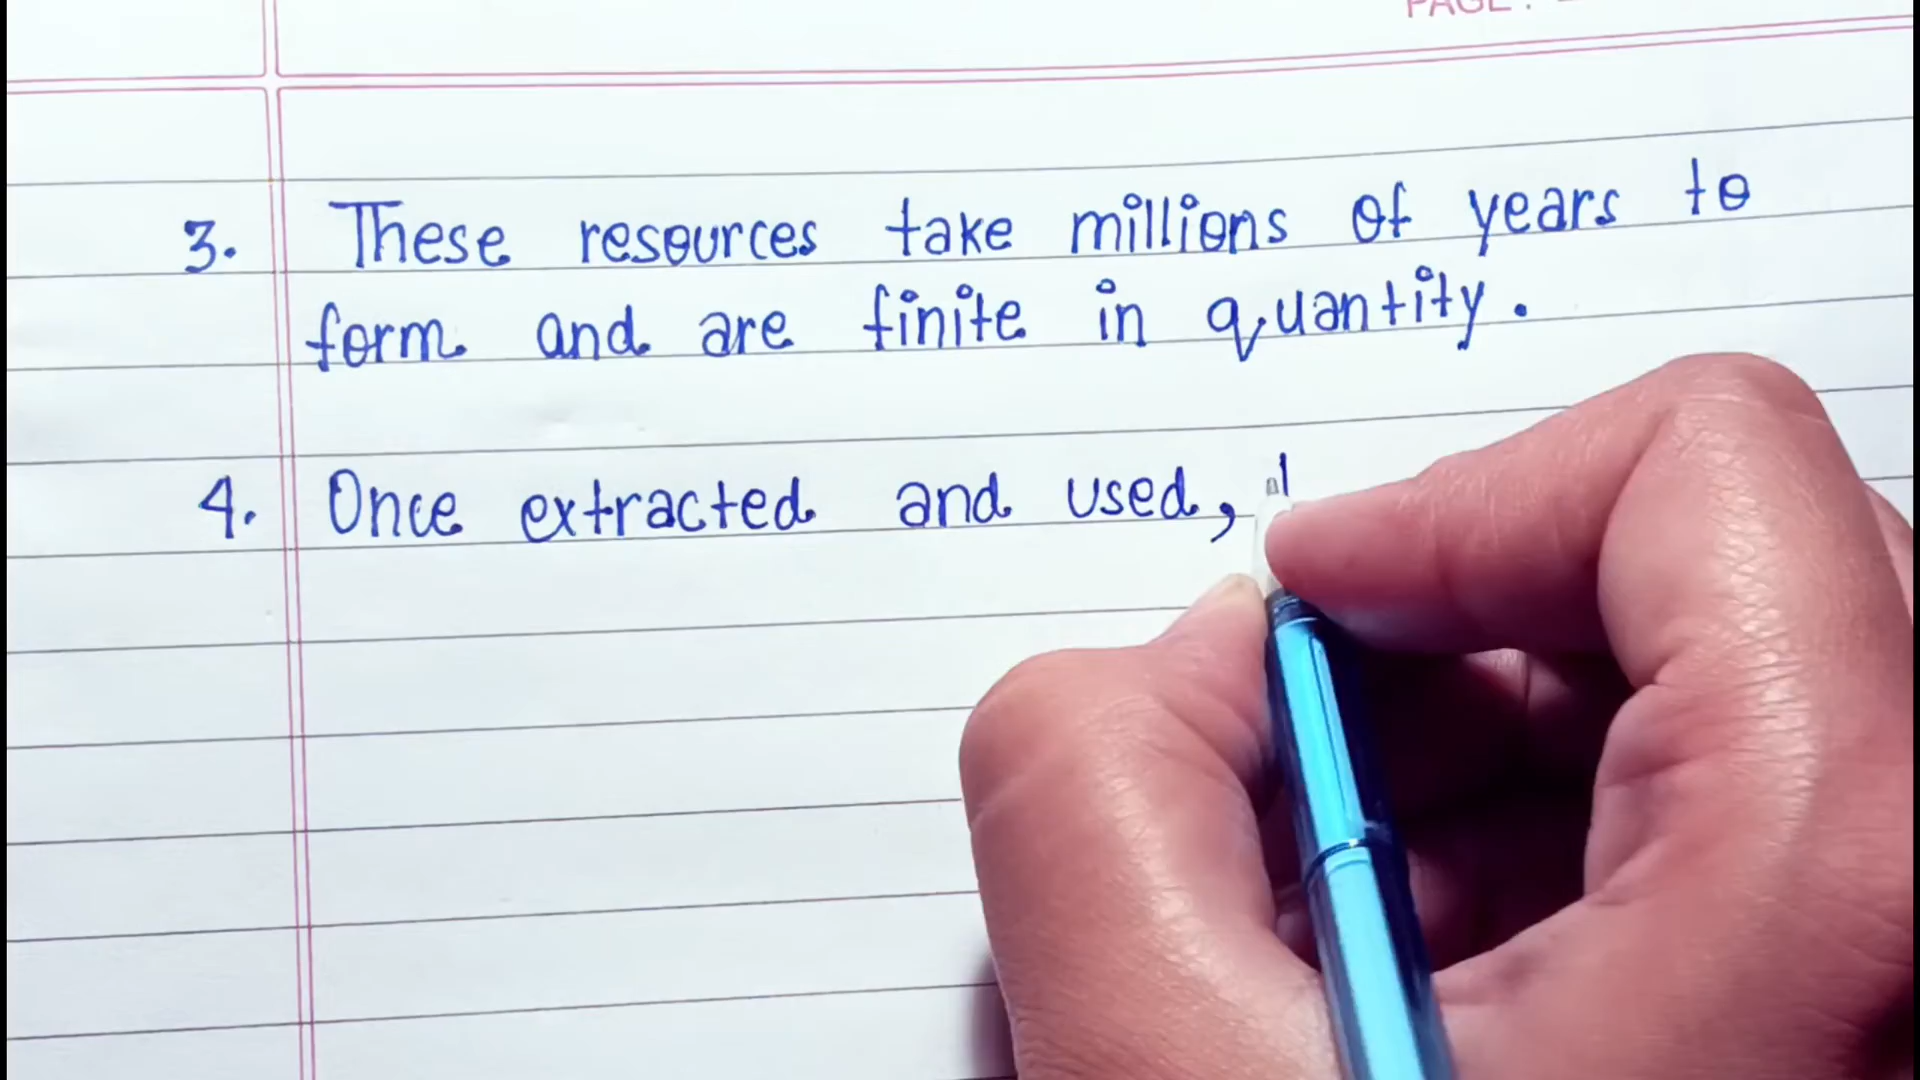 PAGE:
3. These resources take millions of years to
form and are finite in quantity.
4. Once extracted and used,